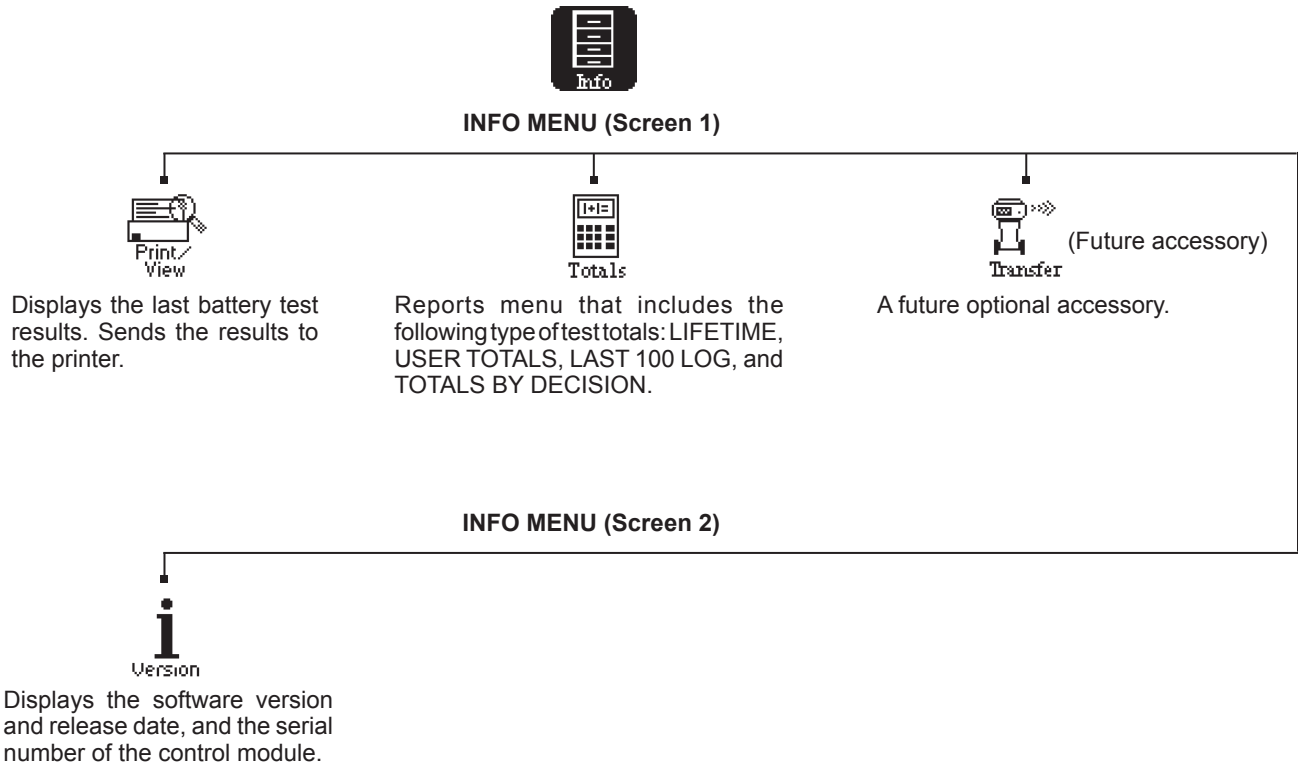 Info
INFO MENU (Screen 1)
Print/
View
Displays the last battery test
results. Sends the results to
the printer.
Totals
Reports menu that includes the
following type of test totals: LIFETIME,
USER TOTALS, LAST 100 LOG, and
TOTALS BY DECISION.
Transfer
(Future accessory)
A future optional accessory.
INFO MENU (Screen 2)
Version
Displays the software version
and release date, and the serial
number of the control module.